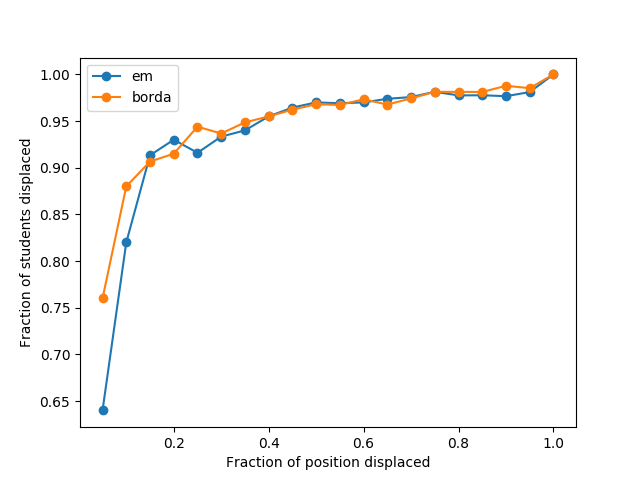 em
borda
1.00
0.95
0.90
0.85
0.80
0.75
0.70
0.65
Fraction of students displaced
0.2 0.4 0.6 0.8 1.0
Fraction of position displaced